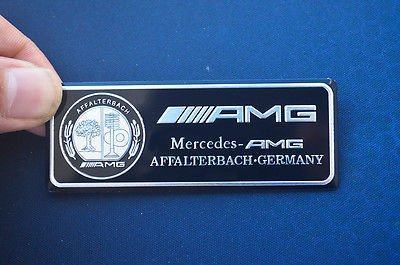 AFFALTERBACH
AMG
AMG
Mercedes-AMG
AFFALTERBACH•GERMANY